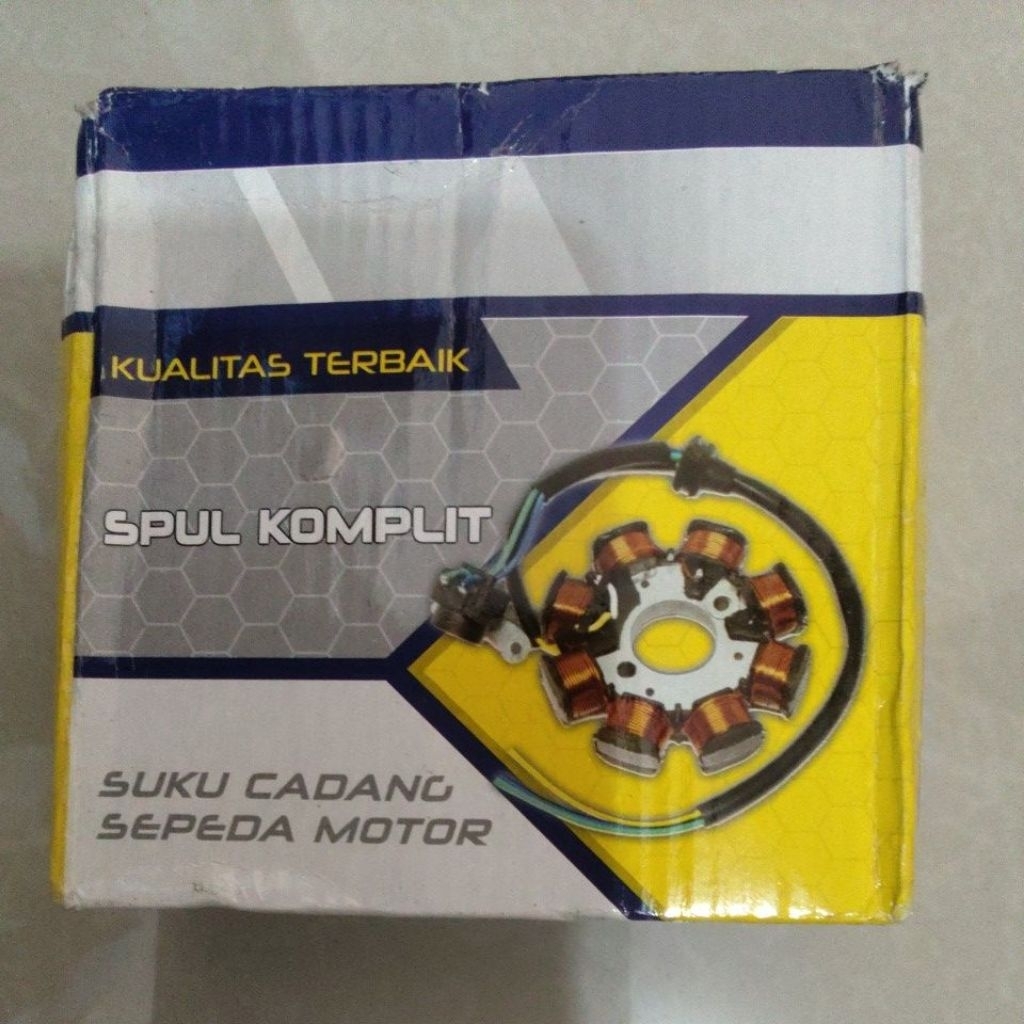 KUALITAS TERBAIK
SPUL KOMPLIT
SUKU CADANG
SEPEDA MOTOR